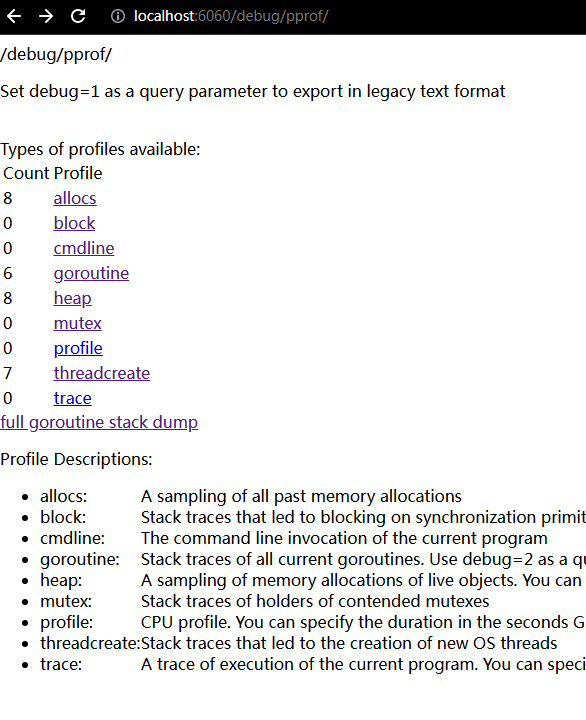 localhost:6060/debug/pprof/
/debug/pprof/
Set debug=1 as a query parameter to export in legacy text format
Types of profiles available:
Count Profile
8 allocs
0 block
0 cmdline
6 goroutine
8 heap
0 mutex
0 profile
7 threadcreate
0 trace
full goroutine stack dump
Profile Descriptions:
• allocs: A sampling of all past memory allocations
• block: Stack traces that led to blocking on synchronization primit
• cmdline: The command line invocation of the current program
• goroutine: Stack traces of all current goroutines. Use debug=2 as a qu
• heap: A sampling of memory allocations of live objects. You can
• mutex: Stack traces of holders of contended mutexes
• profile: CPU profile. You can specify the duration in the seconds G
• threadcreate: Stack traces that led to the creation of new OS threads
• trace: A trace of execution of the current program. You can speci